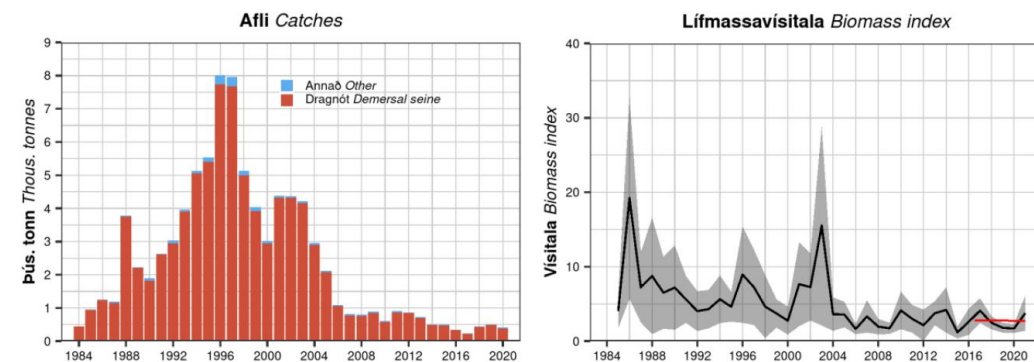 Afli Catches
9
8
7
6
5
4
3
2
1
0
Þús. tonn Thous. tonnes
Annað Other
Dragnót Demersal seine
1984 1988 1992 1996 2000 2004 2008 2012 2016 2020
Lífmassavísitala Biomass index
40
30
20
10
0
Vísitala Biomass index
1984 1988 1992 1996 2000 2004 2008 2012 2016 2020